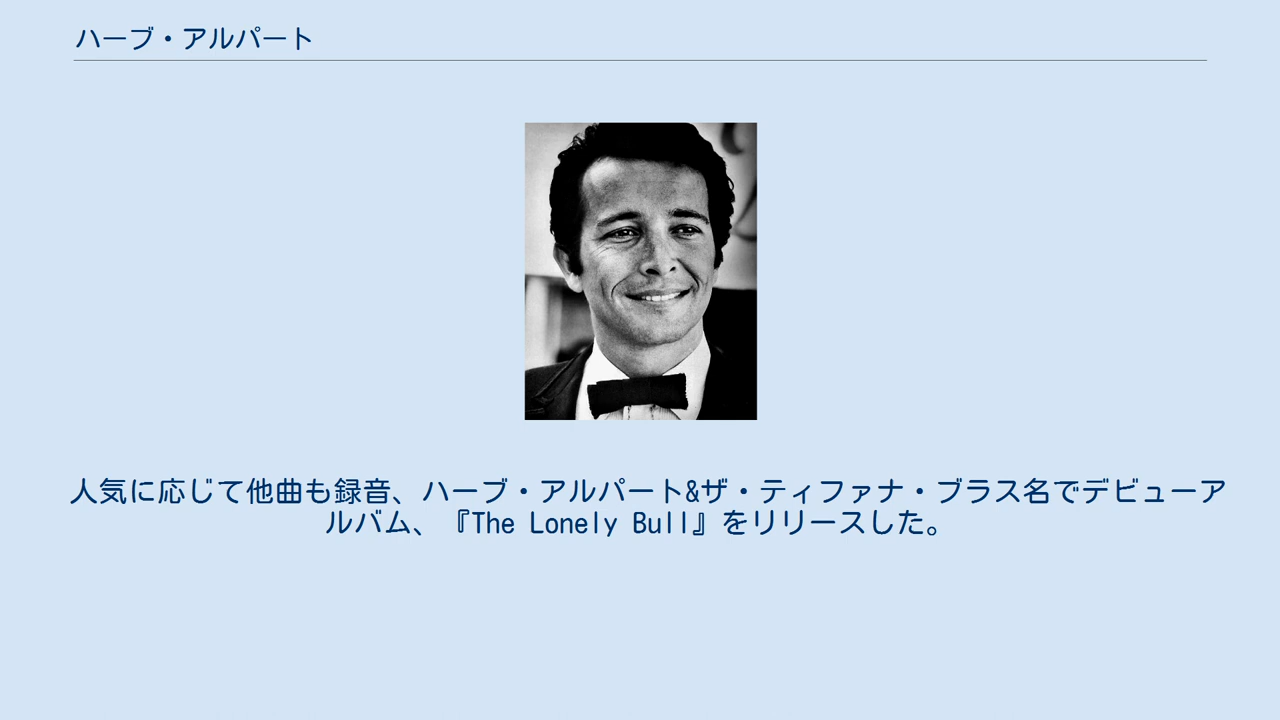 ハーブ・アルパート
人気に応じて他曲も録音、ハーブ・アルパート&ザ・ティファナ・ブラス名でデビューア
ルバム、『The Lonely Bull』をリリースした。